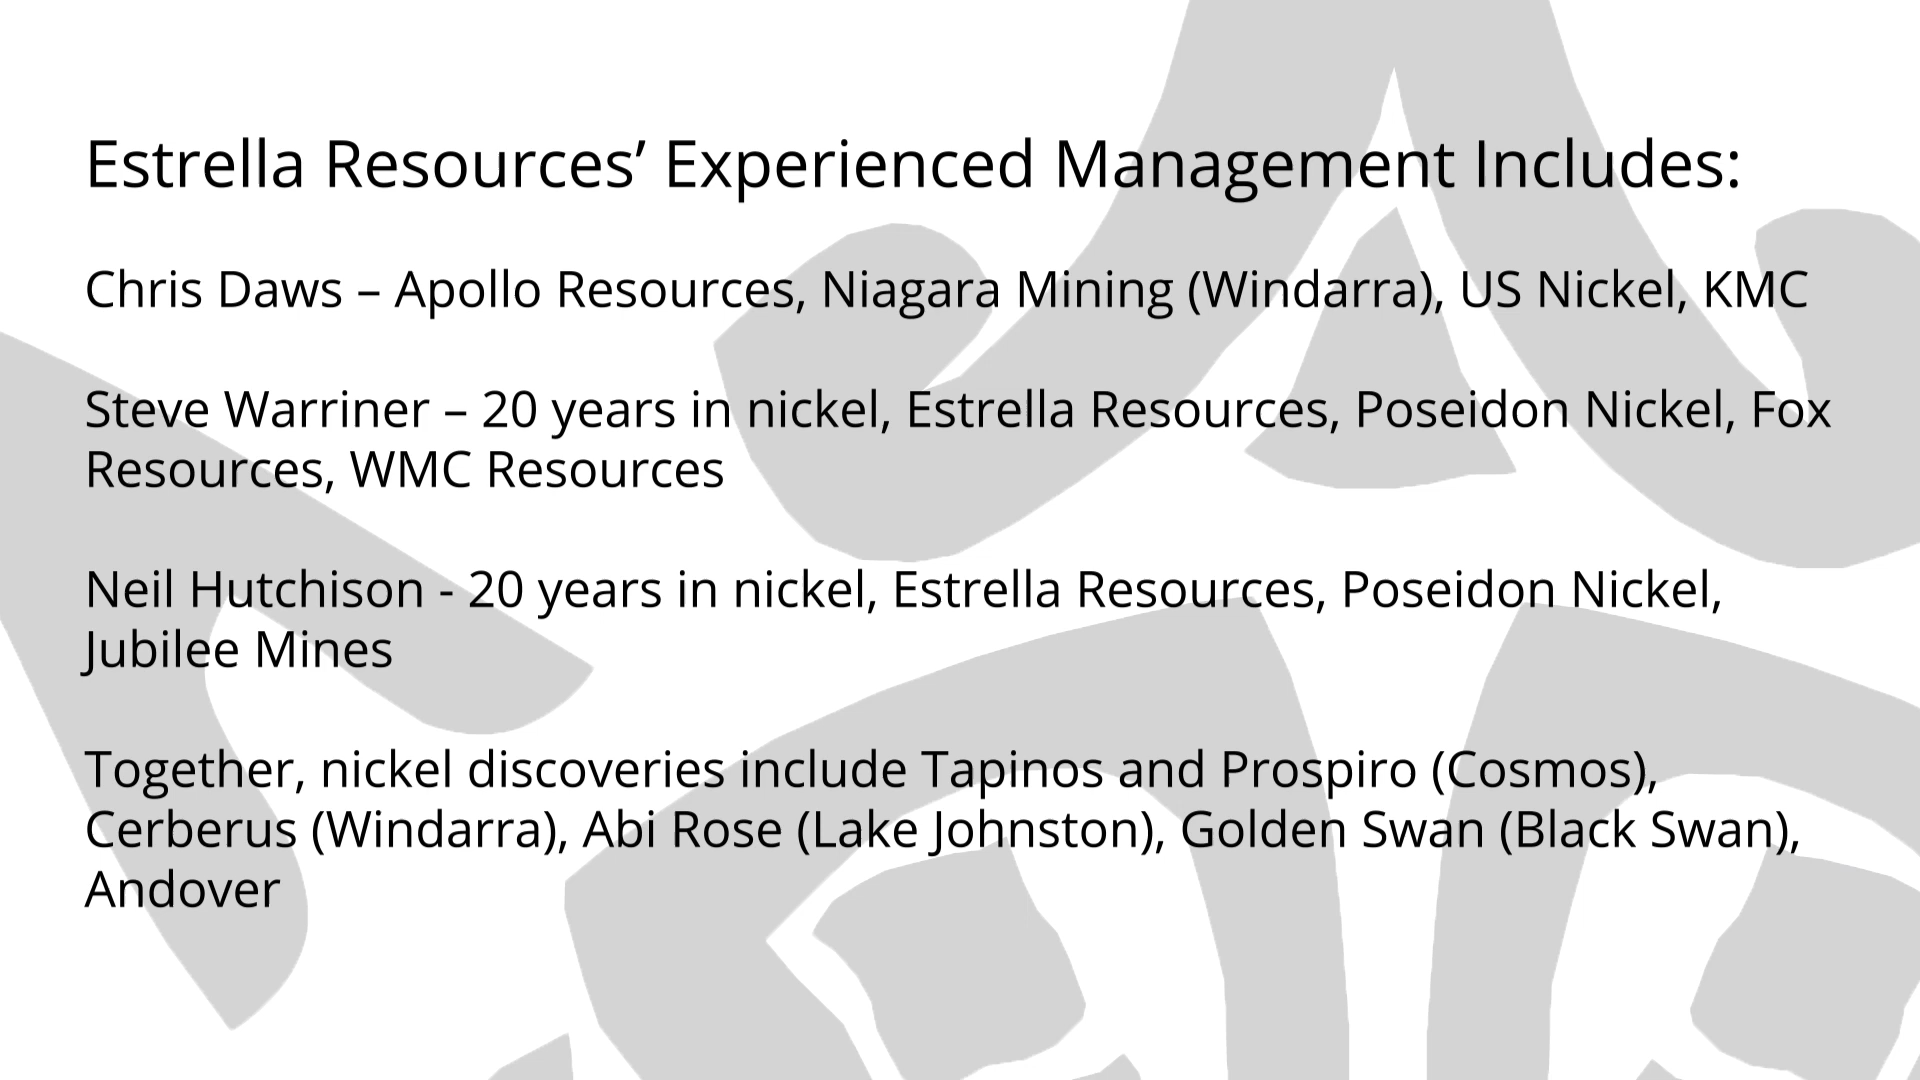 Estrella Resources’ Experienced Management Includes:
Chris Daws – Apollo Resources, Niagara Mining (Windarra), US Nickel, KMC
Steve Warriner – 20 years in nickel, Estrella Resources, Poseidon Nickel, Fox
Resources, WMC Resources
Neil Hutchison - 20 years in nickel, Estrella Resources, Poseidon Nickel,
Jubilee Mines
Together, nickel discoveries include Tapinos and Prospiro (Cosmos),
Cerberus (Windarra), Abi Rose (Lake Johnston), Golden Swan (Black Swan),
Andover